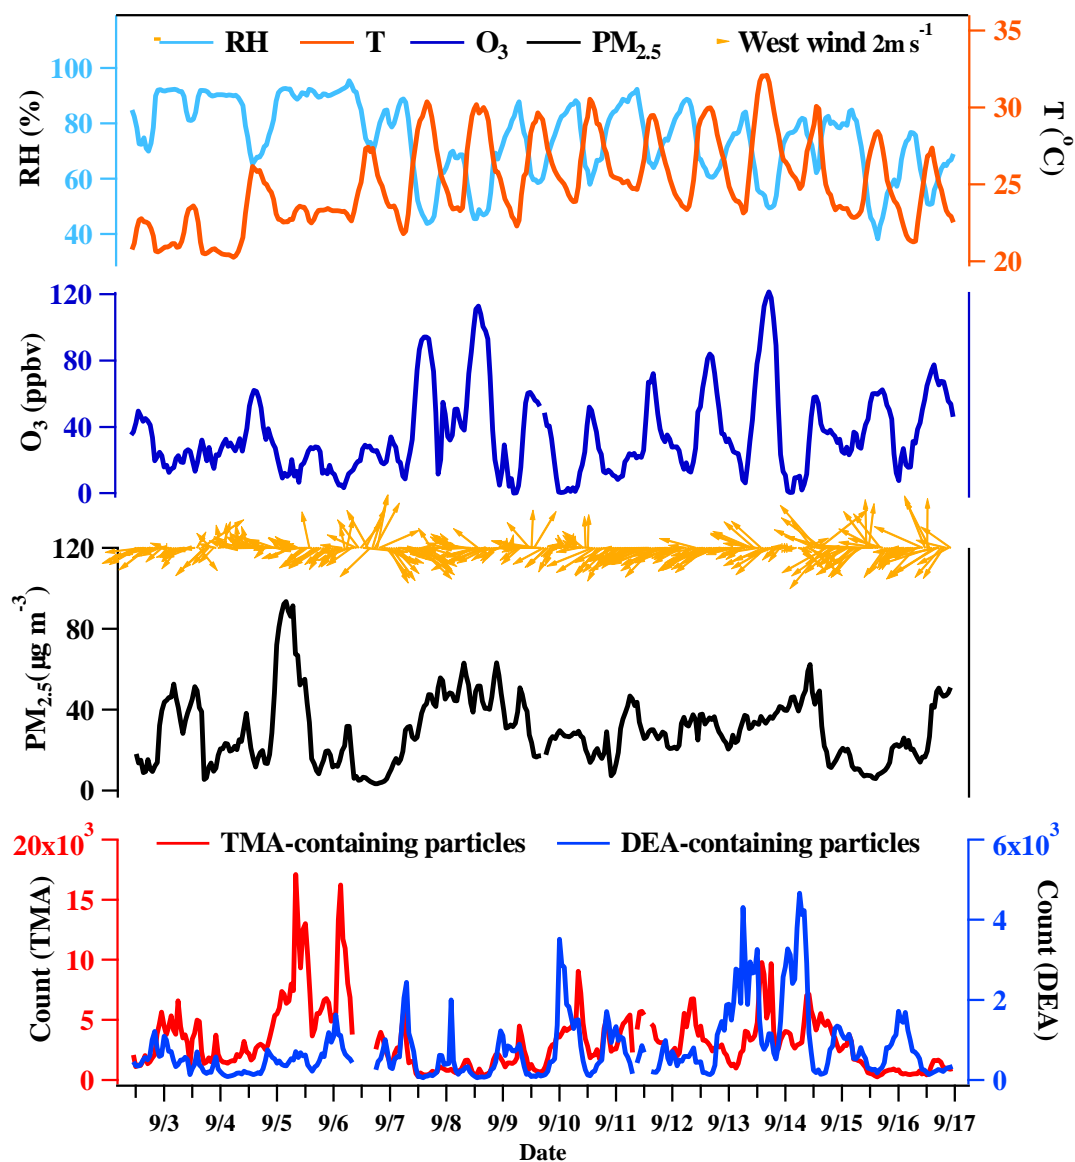 RH T O₃ PM₂.₅ West wind 2m s⁻¹
RH (%)
100
80
60
40
T (°C)
35
30
25
20
O₃ (ppbv)
120
80
40
0
PM₂.₅(µg m⁻³)
120
80
40
0
TMA-containing particles DEA-containing particles
Count (TMA)
20x10³
15
10
5
0
Count (DEA)
6x10³
4
2
0
9/3 9/4 9/5 9/6 9/7 9/8 9/9 9/10 9/11 9/12 9/13 9/14 9/15 9/16 9/17
Date